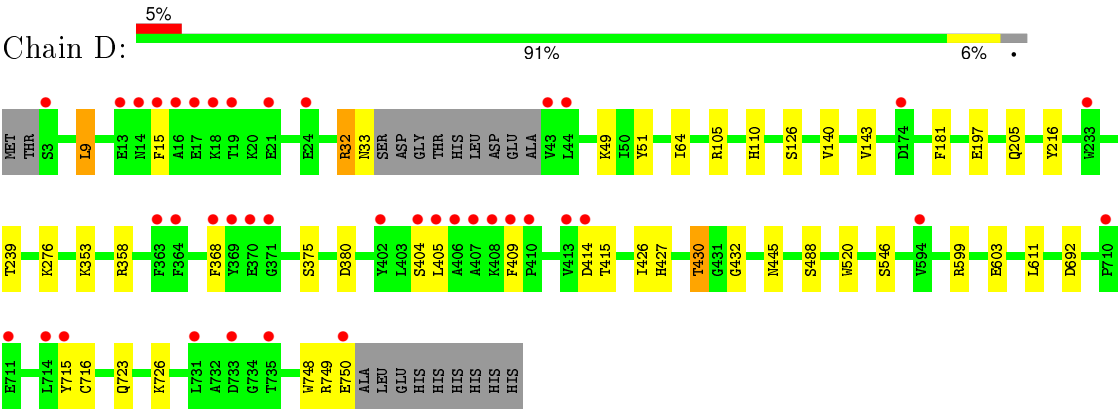 5%
Chain D:
91%
6%
•
MET THR S3 L9 E13 N14 F15 A16 E17 K18 T19 K20 E21 E24 R32 N33 SER ASP GLY THR HIS LEU ASP GLU ALA V43 L44 K49 I50 Y51 I64 R105 H110 S126 V140 V143 D174 F181 E197 Q205 Y216 W233
T239 K276 K353 R358 F363 F364 F368 Y369 E370 G371 S375 D380 Y402 L403 S404 L405 A406 A407 K408 F409 P410 V413 D414 T415 I426 H427 T430 G431 G432 N445 S488 W520 S546 V594 R599 E603 L611 D692 P710
E711 L714 Y715 C716 Q723 K726 L731 A732 D733 G734 T735 W748 R749 E750 ALA LEU GLU HIS HIS HIS HIS HIS HIS